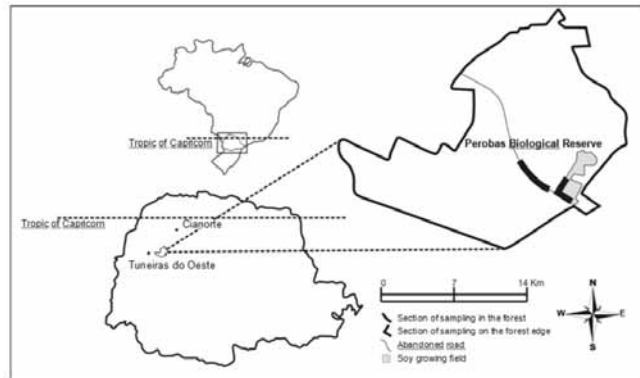 Tropic of Capricorn
Perobas Biological Reserve
Tropic of Capricorn
Cianorte
Tuneiras do Oeste
0 7 14 Km
Section of sampling in the forest
Section of sampling on the forest edge
Abandoned road
Soy growing field
N
W E
S